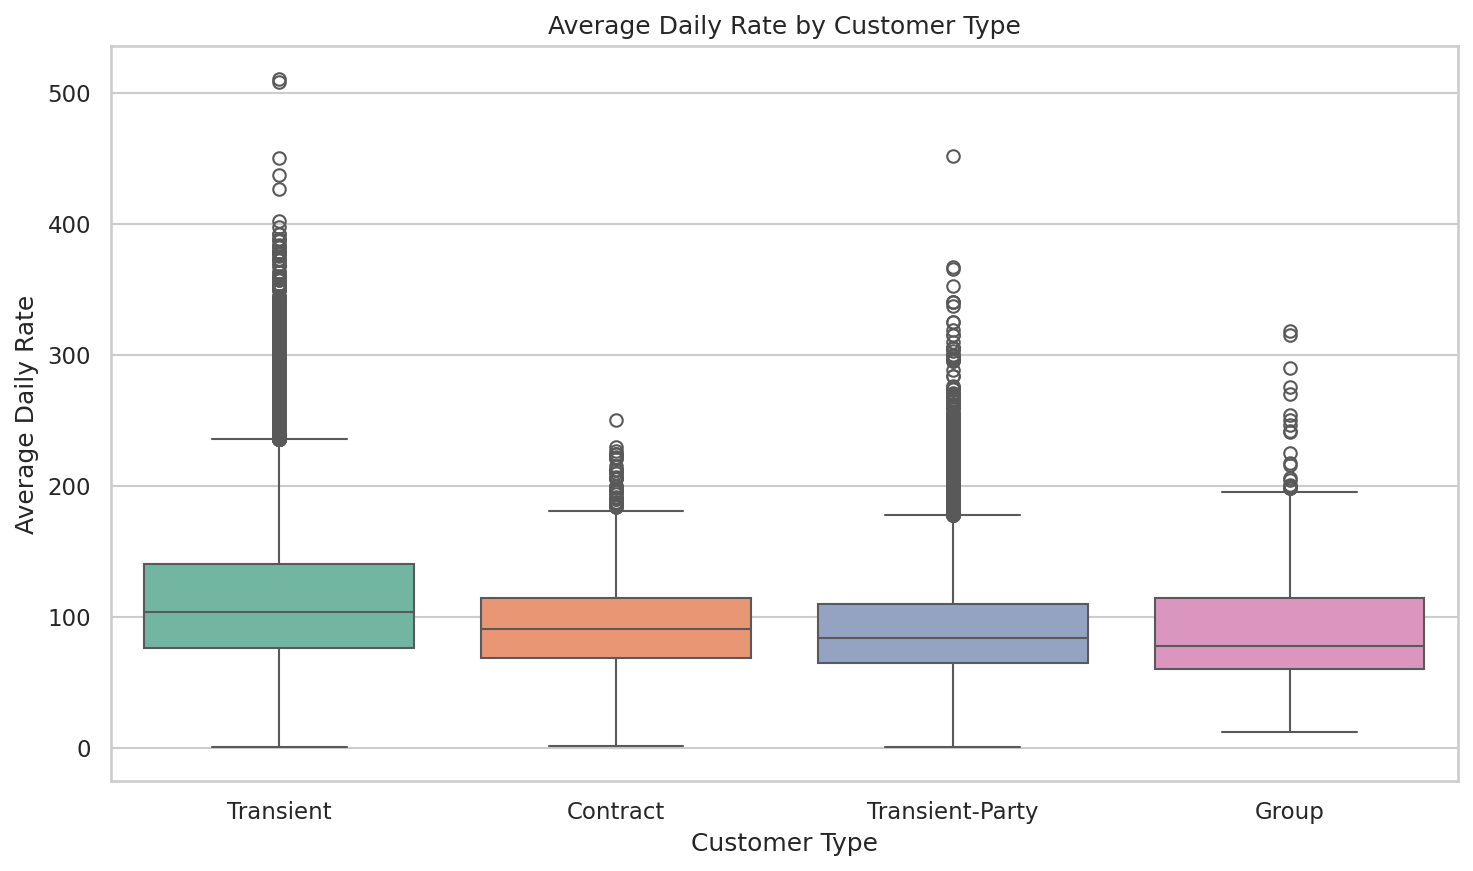 Average Daily Rate by Customer Type
Average Daily Rate
500
400
300
200
100
0
Transient
Contract
Transient-Party
Group
Customer Type